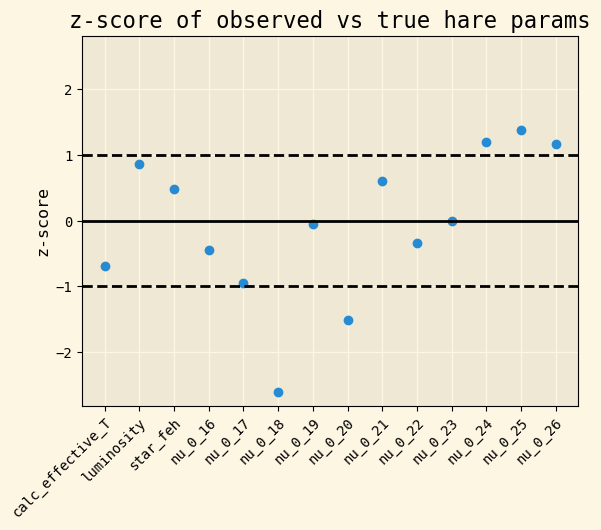 z-score of observed vs true hare params
z-score
2
1
0
−1
−2
calc_effective_T
luminosity
star_feh
nu_0_16
nu_0_17
nu_0_18
nu_0_19
nu_0_20
nu_0_21
nu_0_22
nu_0_23
nu_0_24
nu_0_25
nu_0_26